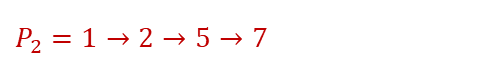 P₂ = 1 → 2 → 5 → 7